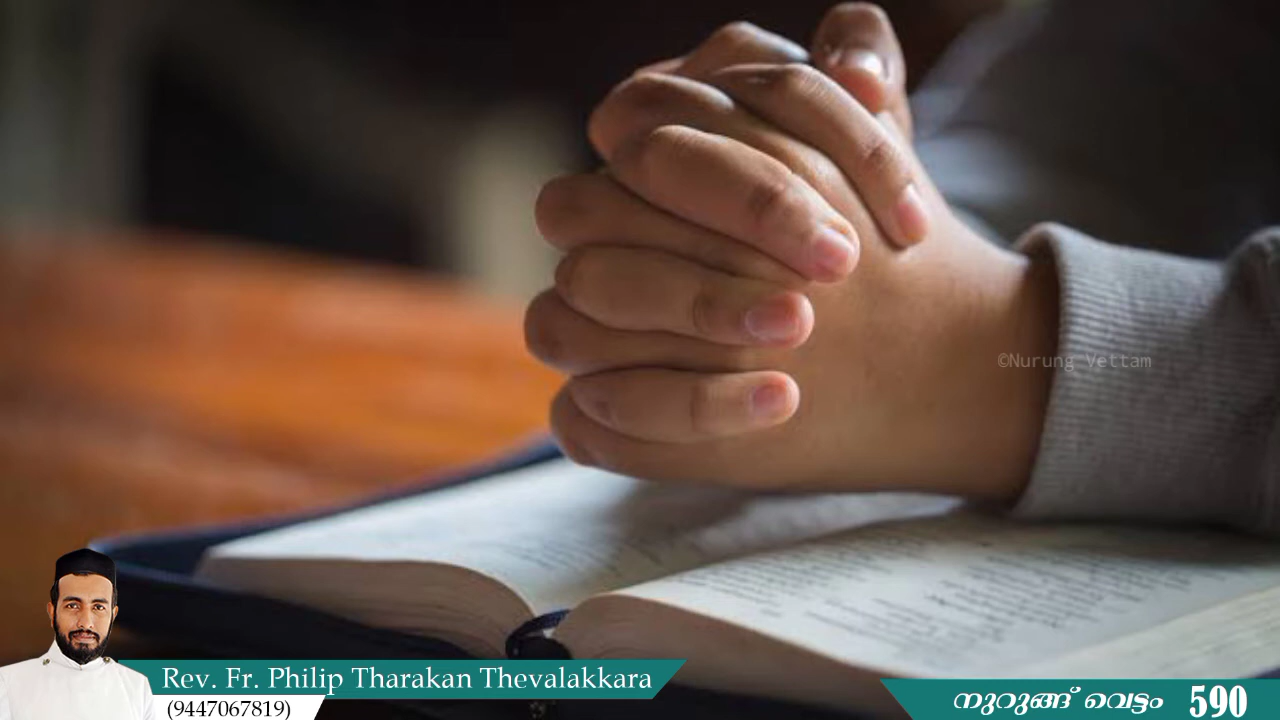 ©Nurung Vettam
Rev. Fr. Philip Tharakan Thevalakkara
(9447067819)
നുറുങ്ങ് വെട്ടം 590